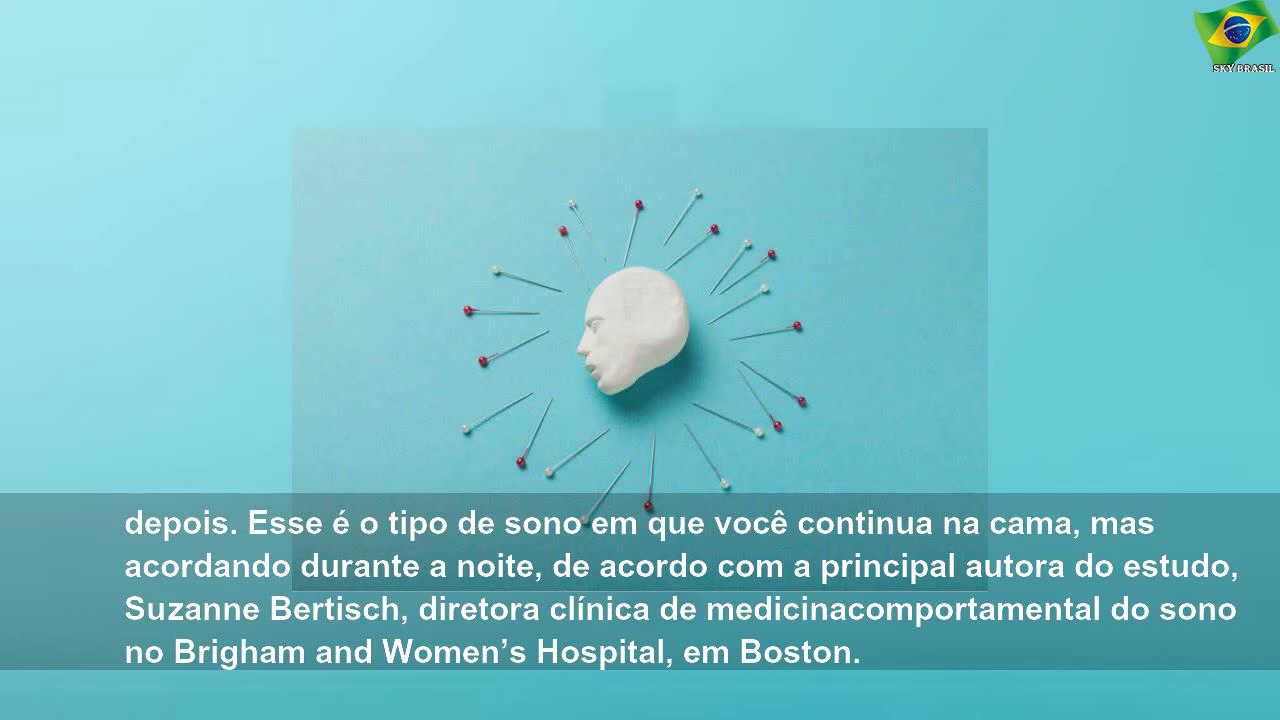 SKY BRASIL
depois. Esse é o tipo de sono em que você continua na cama, mas
acordando durante a noite, de acordo com a principal autora do estudo,
Suzanne Bertisch, diretora clínica de medicinacomportamental do sono
no Brigham and Women’s Hospital, em Boston.